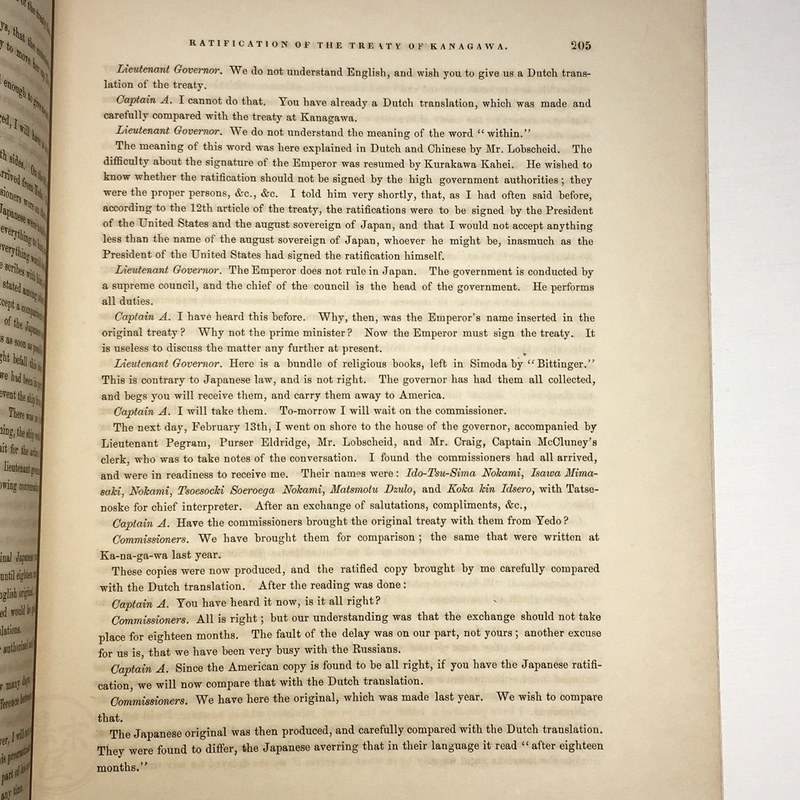 RATIFICATION OF THE TREATY OF KANAGAWA. 205
Lieutenant Governor. We do not understand English, and wish you to give us a Dutch trans-
lation of the treaty.
Captain A. I cannot do that. You have already a Dutch translation, which was made and
carefully compared with the treaty at Kanagawa.
Lieutenant Governor. We do not understand the meaning of the word “within.”
The meaning of this word was here explained in Dutch and Chinese by Mr. Lobscheid. The
difficulty about the signature of the Emperor was resumed by Kurakawa Kahei. He wished to
know whether the ratification should not be signed by the high government authorities; they
were the proper persons, &c., &c. I told him very shortly, that, as I had often said before,
according to the 12th article of the treaty, the ratifications were to be signed by the President
of the United States and the august sovereign of Japan, and that I would not accept anything
less than the name of the august sovereign of Japan, whoever he might be, inasmuch as the
President of the United States had signed the ratification himself.
Lieutenant Governor. The Emperor does not rule in Japan. The government is conducted by
a supreme council, and the chief of the council is the head of the government. He performs
all duties.
Captain A. I have heard this before. Why, then, was the Emperor’s name inserted in the
original treaty? Why not the prime minister? Now the Emperor must sign the treaty. It
is useless to discuss the matter any further at present.
Lieutenant Governor. Here is a bundle of religious books, left in Simoda by “Bittinger.”
This is contrary to Japanese law, and is not right. The governor has had them all collected,
and begs you will receive them, and carry them away to America.
Captain A. I will take them. To-morrow I will wait on the commissioner.
The next day, February 13th, I went on shore to the house of the governor, accompanied by
Lieutenant Pegram, Purser Eldridge, Mr. Lobscheid, and Mr. Craig, Captain McCluney’s
clerk, who was to take notes of the conversation. I found the commissioners had all arrived,
and were in readiness to receive me. Their names were: Ido-Tsu-Sima Nokami, Isawa Mima-
saki, Nokami, Tsoesocki Soeroega Nokami, Matsmotu Dzulo, and Koka kin Idsero, with Tatse-
noske for chief interpreter. After an exchange of salutations, compliments, &c.,
Captain A. Have the commissioners brought the original treaty with them from Yedo?
Commissioners. We have brought them for comparison; the same that were written at
Ka-na-ga-wa last year.
These copies were now produced, and the ratified copy brought by me carefully compared
with the Dutch translation. After the reading was done:
Captain A. You have heard it now, is it all right?
Commissioners. All is right; but our understanding was that the exchange should not take
place for eighteen months. The fault of the delay was on our part, not yours; another excuse
for us is, that we have been very busy with the Russians.
Captain A. Since the American copy is found to be all right, if you have the Japanese ratifi-
cation, we will now compare that with the Dutch translation.
Commissioners. We have here the original, which was made last year. We wish to compare
that.
The Japanese original was then produced, and carefully compared with the Dutch translation.
They were found to differ, the Japanese averring that in their language it read “after eighteen
months.”